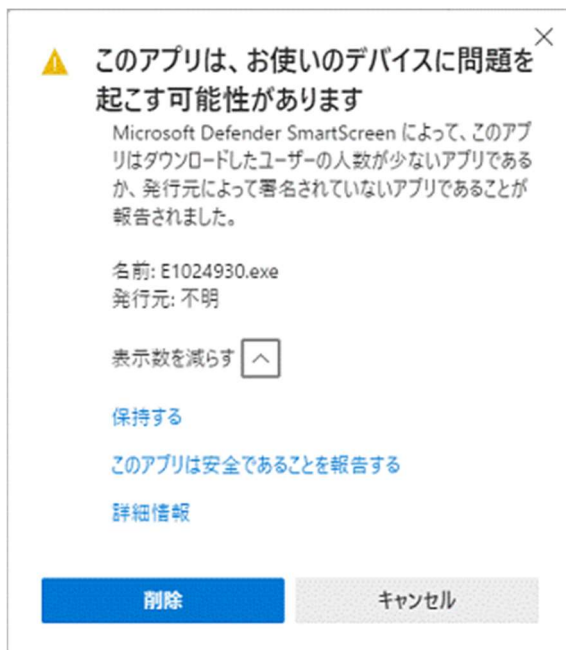 このアプリは、お使いのデバイスに問題を
起こす可能性があります
Microsoft Defender SmartScreen によって、このアプ
リはダウンロードしたユーザーの人数が少ないアプリである
か、発行元によって署名されていないアプリであることが
報告されました。
名前: E1024930.exe
発行元: 不明
表示数を減らす
保持する
このアプリは安全であることを報告する
詳細情報
削除
キャンセル